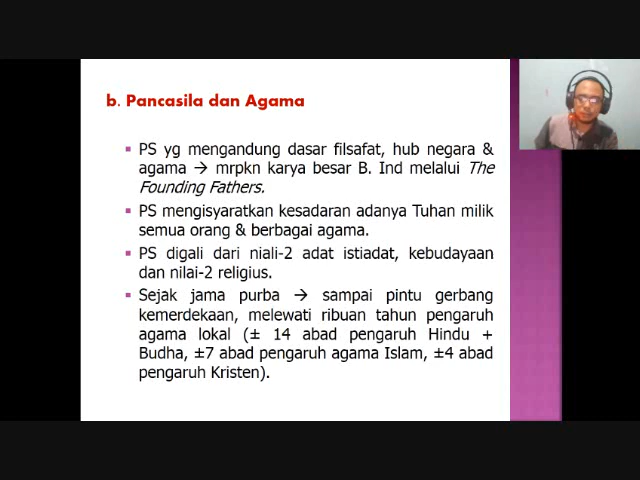 b. Pancasila dan Agama
▪ PS yg mengandung dasar filsafat, hub negara &
agama → mrpkn karya besar B. Ind melalui The
Founding Fathers.
▪ PS mengisyaratkan kesadaran adanya Tuhan milik
semua orang & berbagai agama.
▪ PS digali dari niali-2 adat istiadat, kebudayaan
dan nilai-2 religius.
▪ Sejak jama purba → sampai pintu gerbang
kemerdekaan, melewati ribuan tahun pengaruh
agama lokal (± 14 abad pengaruh Hindu +
Budha, ±7 abad pengaruh agama Islam, ±4 abad
pengaruh Kristen).